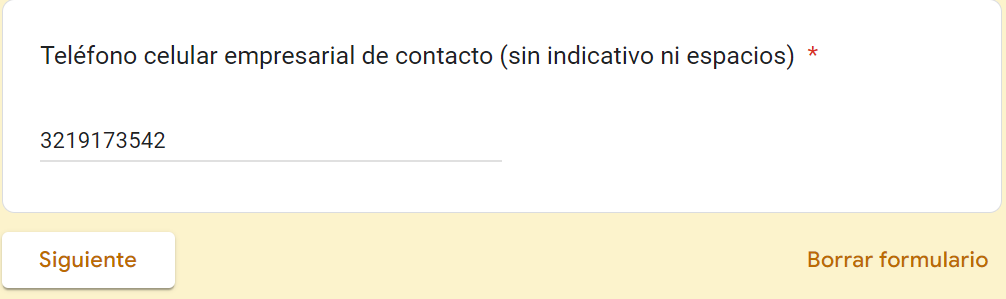 Teléfono celular empresarial de contacto (sin indicativo ni espacios) *
3219173542
Siguiente
Borrar formulario